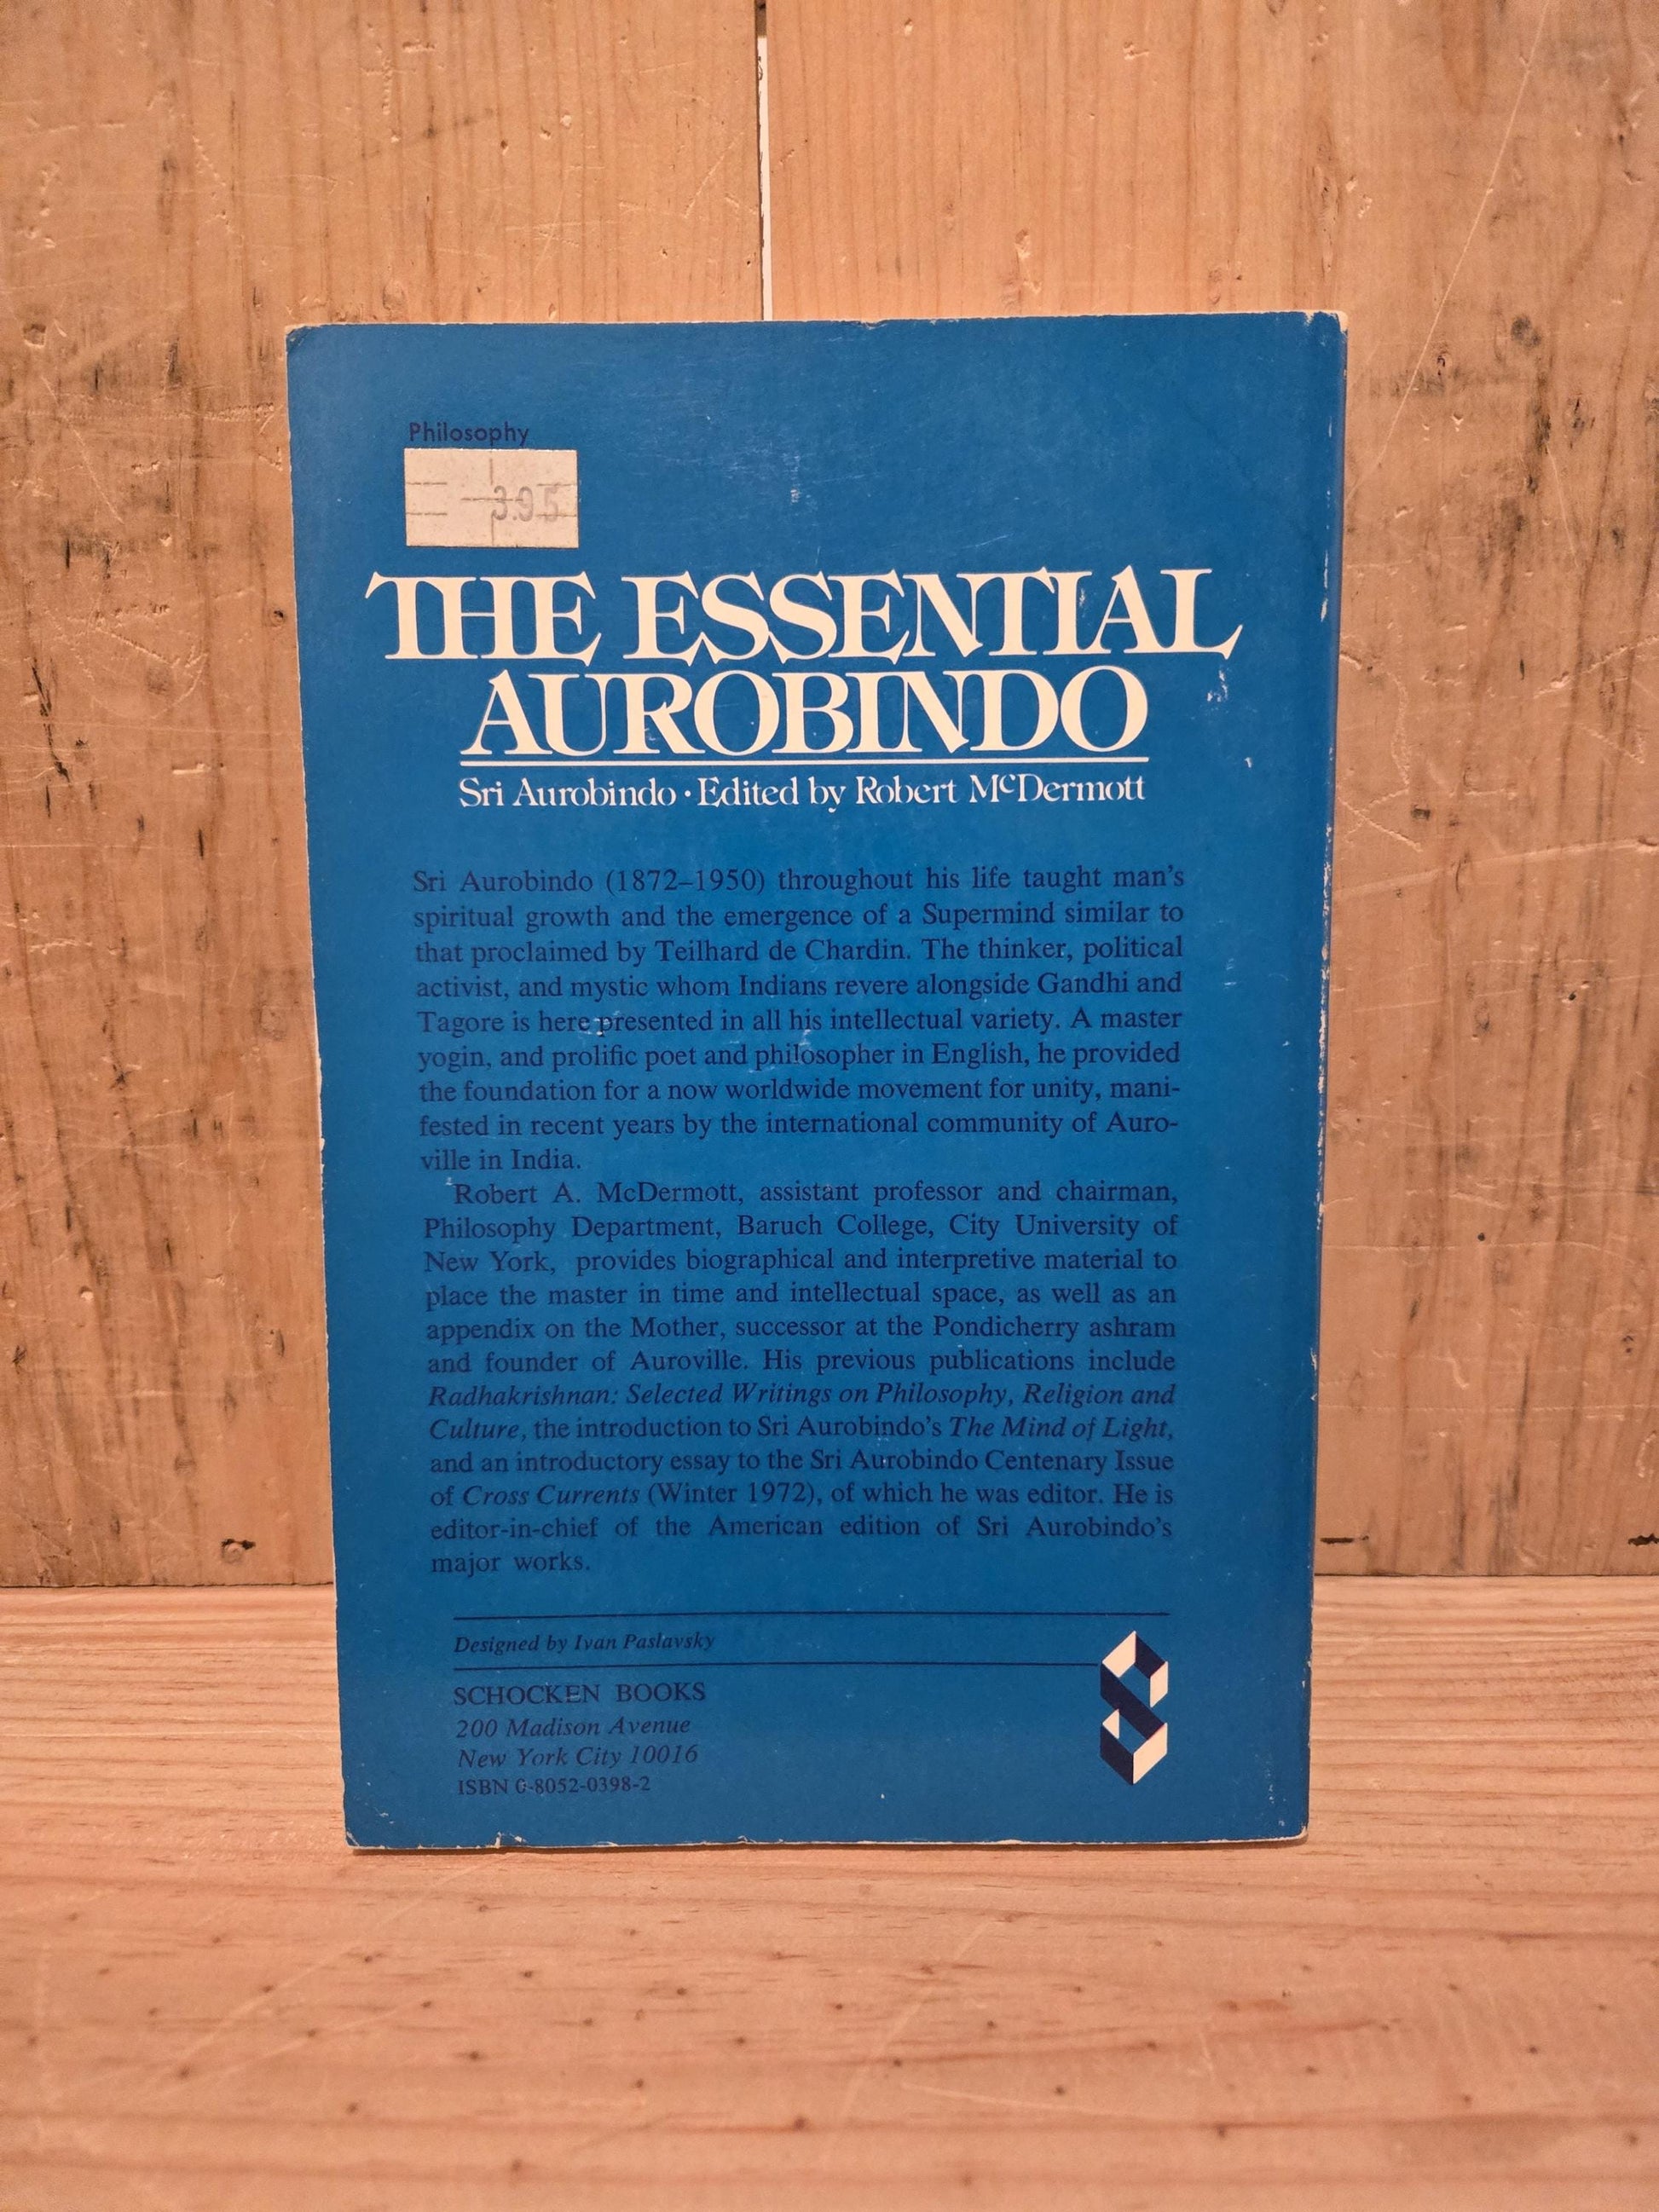 Philosophy
3.95
THE ESSENTIAL
AUROBINDO
Sri Aurobindo • Edited by Robert McDermott
Sri Aurobindo (1872–1950) throughout his life taught man's
spiritual growth and the emergence of a Supermind similar to
that proclaimed by Teilhard de Chardin. The thinker, political
activist, and mystic whom Indians revere alongside Gandhi and
Tagore is here presented in all his intellectual variety. A master
yogin, and prolific poet and philosopher in English, he provided
the foundation for a now worldwide movement for unity, mani-
fested in recent years by the international community of Auro-
ville in India.
Robert A. McDermott, assistant professor and chairman,
Philosophy Department, Baruch College, City University of
New York, provides biographical and interpretive material to
place the master in time and intellectual space, as well as an
appendix on the Mother, successor at the Pondicherry ashram
and founder of Auroville. His previous publications include
Radhakrishnan: Selected Writings on Philosophy, Religion and
Culture, the introduction to Sri Aurobindo's The Mind of Light,
and an introductory essay to the Sri Aurobindo Centenary Issue
of Cross Currents (Winter 1972), of which he was editor. He is
editor-in-chief of the American edition of Sri Aurobindo's
major works.
Designed by Ivan Paslavsky
SCHOCKEN BOOKS
200 Madison Avenue
New York City 10016
ISBN 0-8052-0398-2